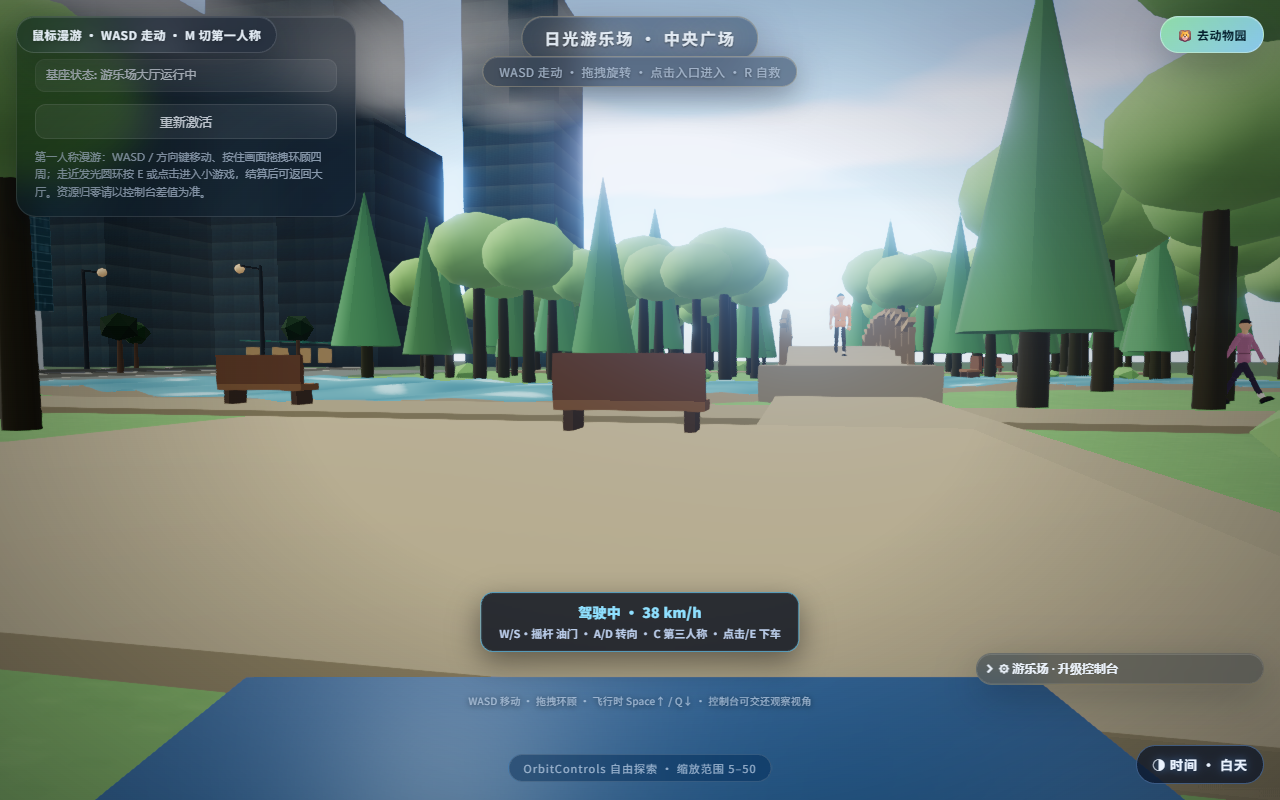 鼠标漫游 • WASD 走动 • M 切第一人称
基座状态: 游乐场大厅运行中
重新激活
第一人称漫游：WASD / 方向键移动、按住画面拖拽环顾四
周；走近发光圆环按 E 或点击进入小游戏，结算后可返回大
厅。资源归零请以控制台差值为准。
日光游乐场 • 中央广场
WASD 走动 • 拖拽旋转 • 点击入口进入 • R 自救
🦁 去动物园
驾驶中 • 38 km/h
W/S · 摇杆 油门 • A/D 转向 • C 第三人称 • 点击/E 下车
⚙ 游乐场 · 升级控制台
WASD 移动 • 拖拽环顾 • 飞行时 Space↑ / Q↓ • 控制台可交还观察视角
OrbitControls 自由探索 • 缩放范围 5–50
时间 • 白天